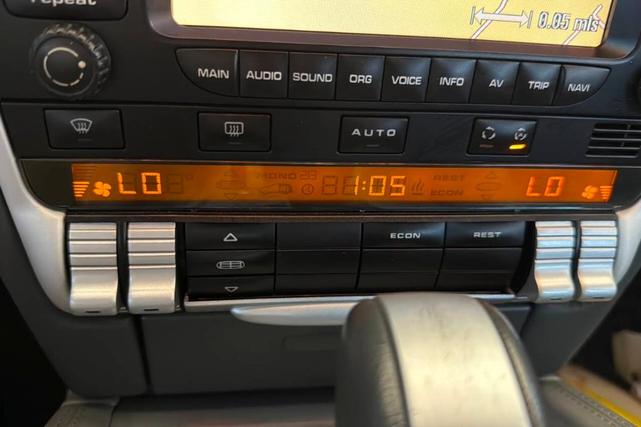 repeat
0.05 mls
MAIN AUDIO SOUND ORG VOICE INFO AV TRIP NAVI
AUTO
LO MONO 1:05 REST LO
ECON
ECON REST